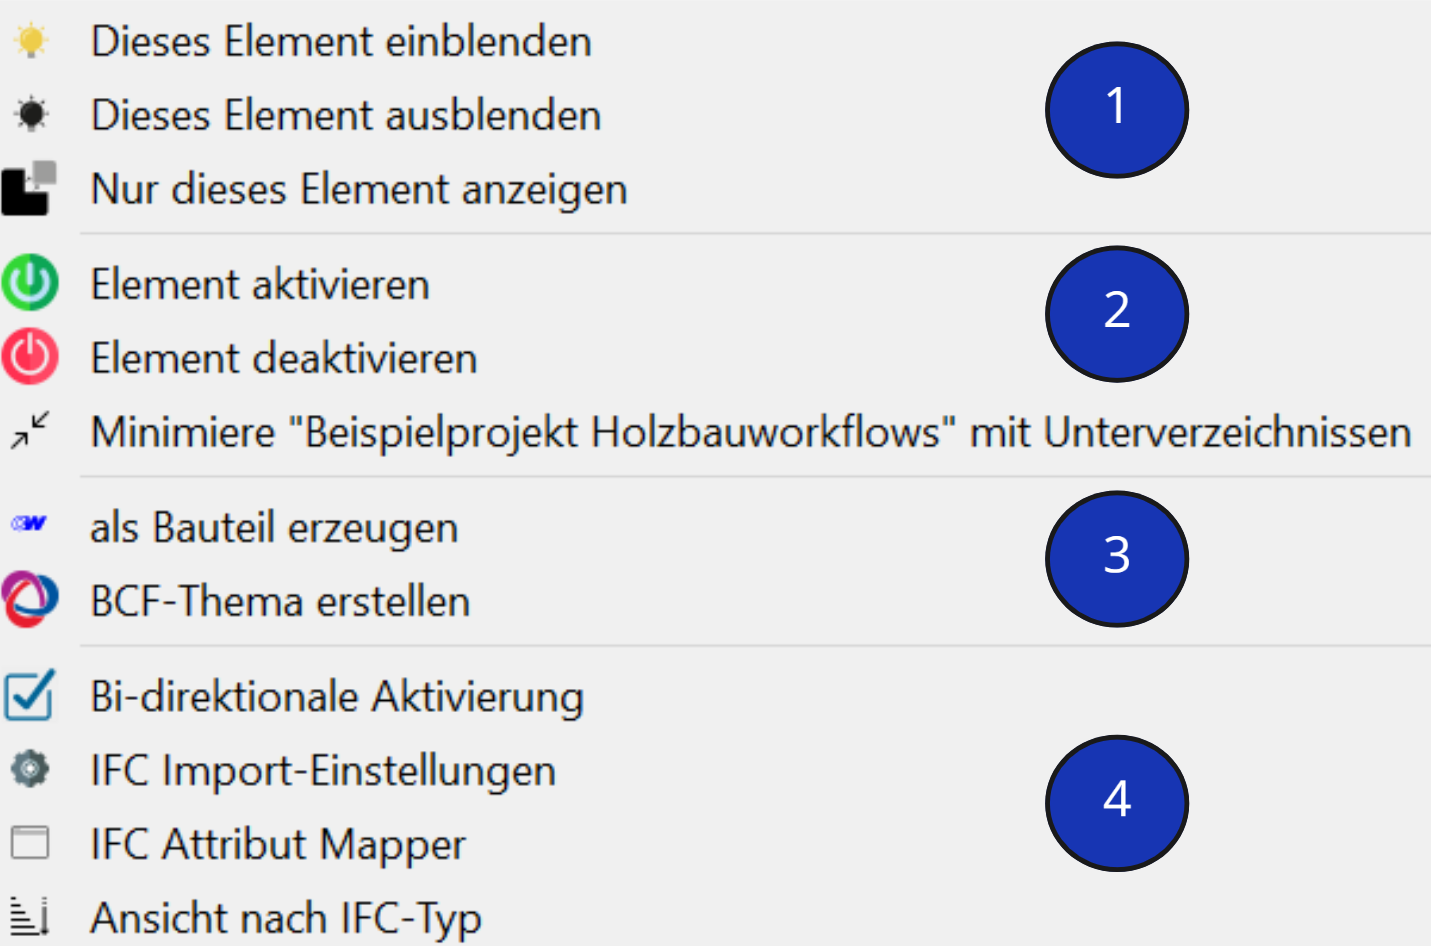 Dieses Element einblenden
Dieses Element ausblenden
1
Nur dieses Element anzeigen
Element aktivieren
2
Element deaktivieren
Minimiere "Beispielprojekt Holzbauworkflows" mit Unterverzeichnissen
als Bauteil erzeugen
3
BCF-Thema erstellen
Bi-direktionale Aktivierung
IFC Import-Einstellungen
4
IFC Attribut Mapper
Ansicht nach IFC-Typ